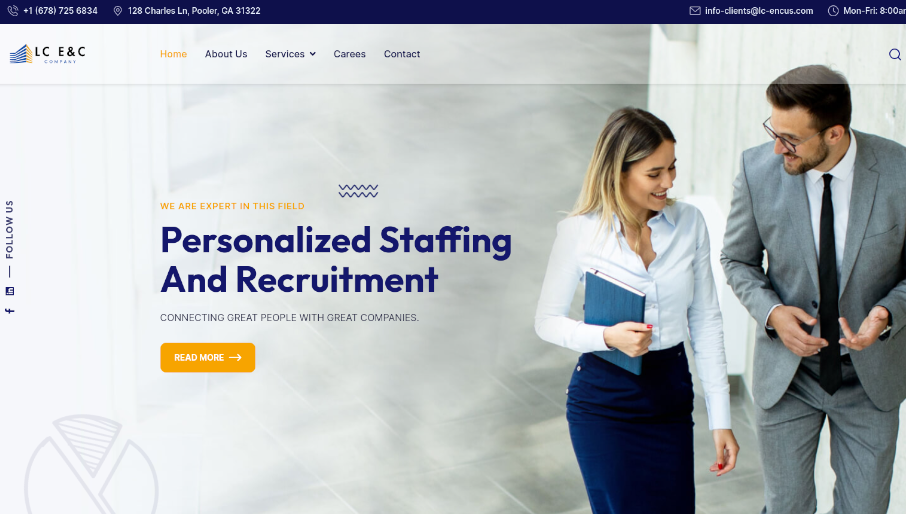 +1 (678) 725 6834
128 Charles Ln, Pooler, GA 31322
info-clients@lc-encus.com
Mon-Fri: 8:00am
LC E&C
COMPANY
Home
About Us
Services
Carees
Contact
FOLLOW US
WE ARE EXPERT IN THIS FIELD
Personalized Staffing
And Recruitment
CONNECTING GREAT PEOPLE WITH GREAT COMPANIES.
READ MORE